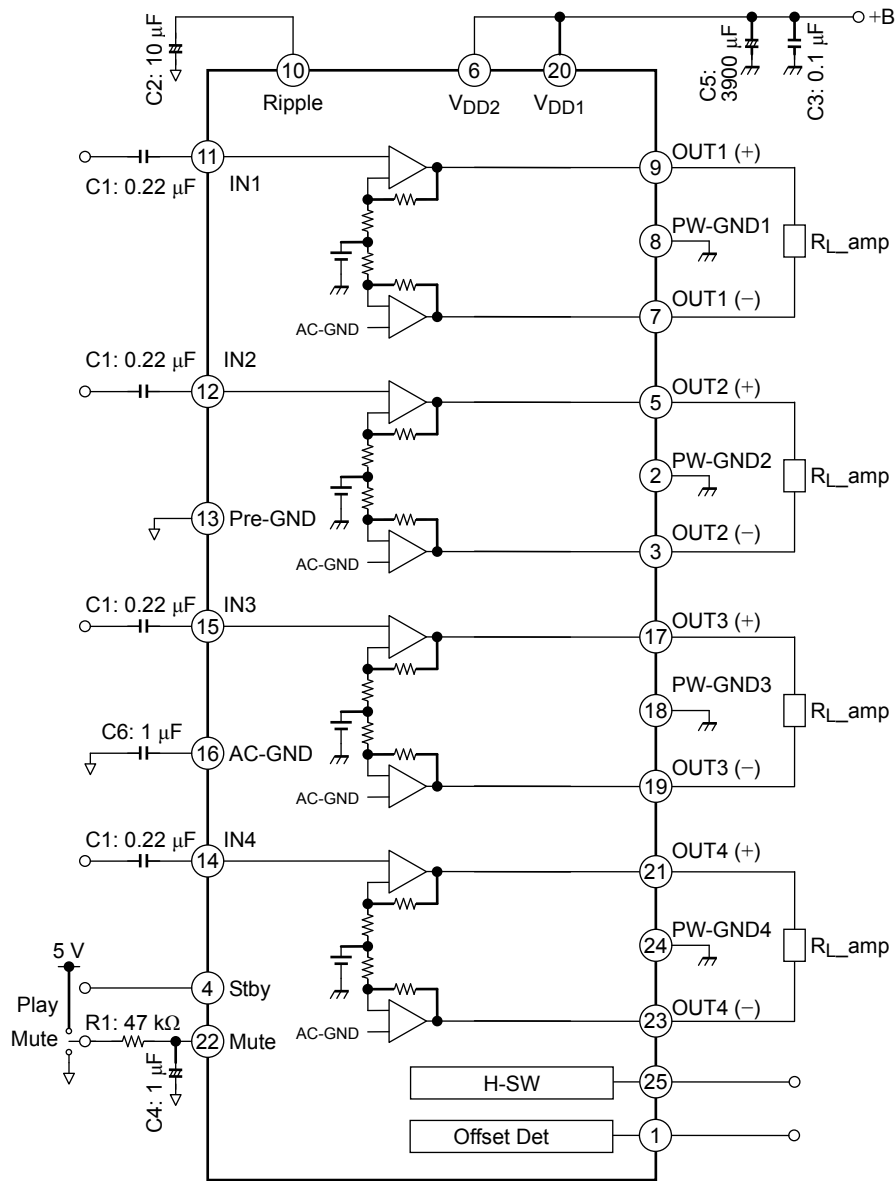 C2: 10 µF
C5: 3900 µF
C3: 0.1 µF
+B
10
6
20
Ripple
VDD2
VDD1
11
IN1
C1: 0.22 µF
9
OUT1 (+)
8
PW-GND1
RL_amp
7
OUT1 (−)
AC-GND
C1: 0.22 µF
IN2
12
5
OUT2 (+)
2
PW-GND2
RL_amp
13
Pre-GND
3
OUT2 (−)
AC-GND
C1: 0.22 µF
IN3
15
17
OUT3 (+)
PW-GND3
18
RL_amp
C6: 1 µF
16
AC-GND
19
OUT3 (−)
AC-GND
C1: 0.22 µF
IN4
14
21
OUT4 (+)
PW-GND4
24
RL_amp
5 V
4
Stby
Play
Mute
R1: 47 kΩ
22
Mute
C4: 1 µF
23
OUT4 (−)
AC-GND
H-SW
25
Offset Det
1